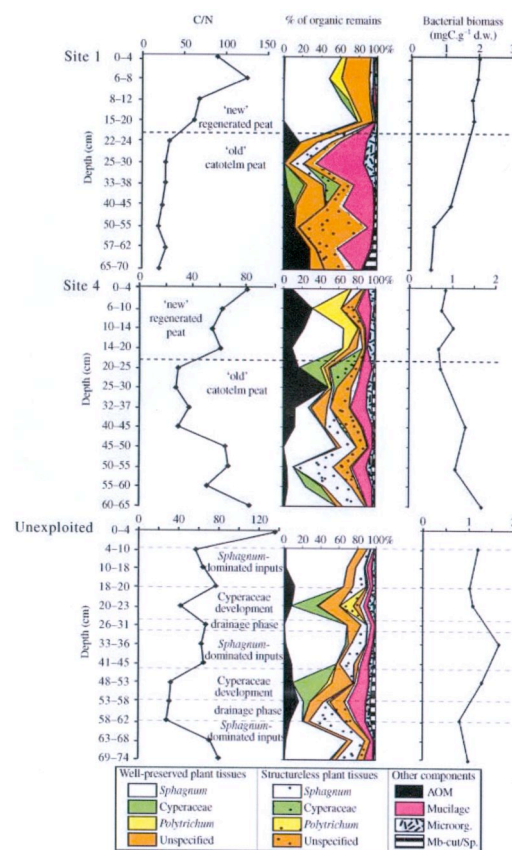 C/N % of organic remains Bacterial biomass
(mgC.g⁻¹ d.w.)
Site 1
0 50 100 150
0 20 40 60 80 100%
0 1 2
Depth (cm)
0–4
6–8
8–12
15–20
22–24
25–30
33–38
40–45
50–55
57–62
65–70
'new'
regenerated peat
'old'
catotelm peat
Site 4
0 40 80
0 20 40 60 80 100%
0 1 2
Depth (cm)
0–4
6–10
10–14
14–20
20–25
25–30
32–37
40–45
45–50
50–55
55–60
60–65
'new'
regenerated
peat
'old'
catotelm peat
Unexploited
0 40 80 120
0 20 40 60 80 100%
0 1 2
Depth (cm)
0–4
4–10
10–18
18–20
20–23
26–31
33–36
41–45
48–53
53–58
58–62
63–68
69–74
Sphagnum-
dominated inputs
Cyperaceae
development
drainage phase
Sphagnum-
dominated inputs
Cyperaceae
development
drainage phase
Sphagnum-
dominated inputs
Well-preserved plant tissues
Sphagnum
Cyperaceae
Polytrichum
Unspecified
Structureless plant tissues
Sphagnum
Cyperaceae
Polytrichum
Unspecified
Other components
AOM
Mucilage
Microorg.
Mb-cut/Sp.